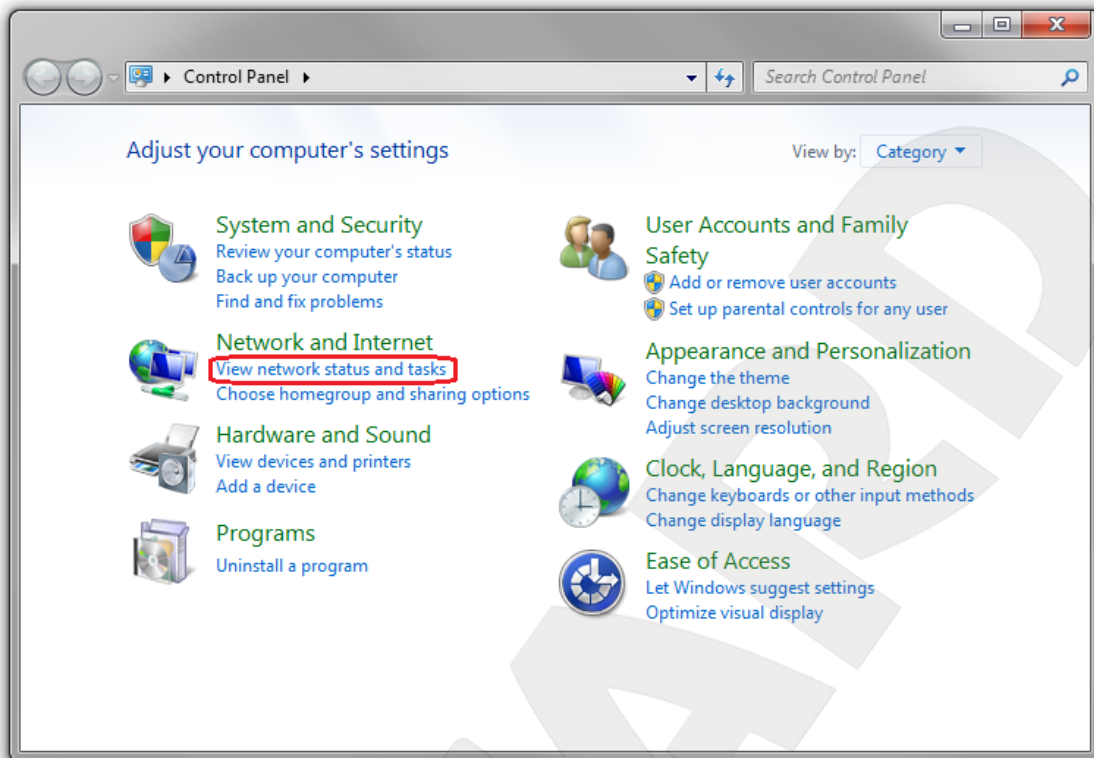 Control Panel
Search Control Panel
Adjust your computer's settings
View by: Category
System and Security
Review your computer's status
Back up your computer
Find and fix problems
Network and Internet
View network status and tasks
Choose homegroup and sharing options
Hardware and Sound
View devices and printers
Add a device
Programs
Uninstall a program
User Accounts and Family
Safety
Add or remove user accounts
Set up parental controls for any user
Appearance and Personalization
Change the theme
Change desktop background
Adjust screen resolution
Clock, Language, and Region
Change keyboards or other input methods
Change display language
Ease of Access
Let Windows suggest settings
Optimize visual display